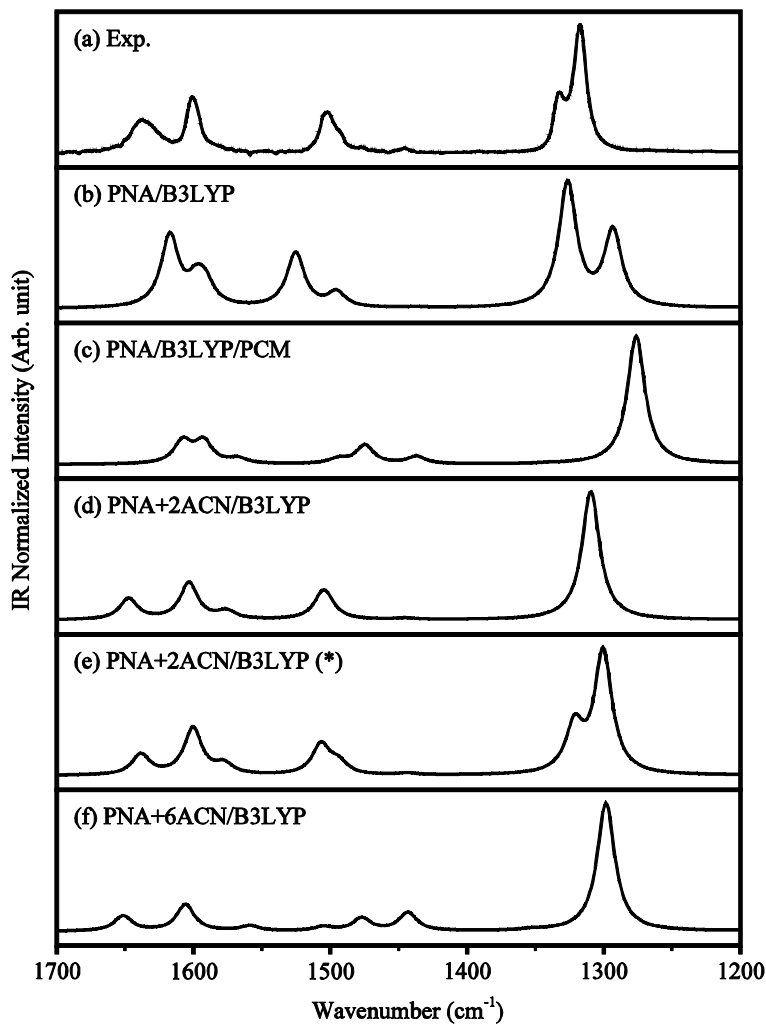 (a) Exp.
(b) PNA/B3LYP
(c) PNA/B3LYP/PCM
(d) PNA+2ACN/B3LYP
(e) PNA+2ACN/B3LYP (*)
(f) PNA+6ACN/B3LYP
IR Normalized Intensity (Arb. unit)
1700 1600 1500 1400 1300 1200
Wavenumber (cm⁻¹)